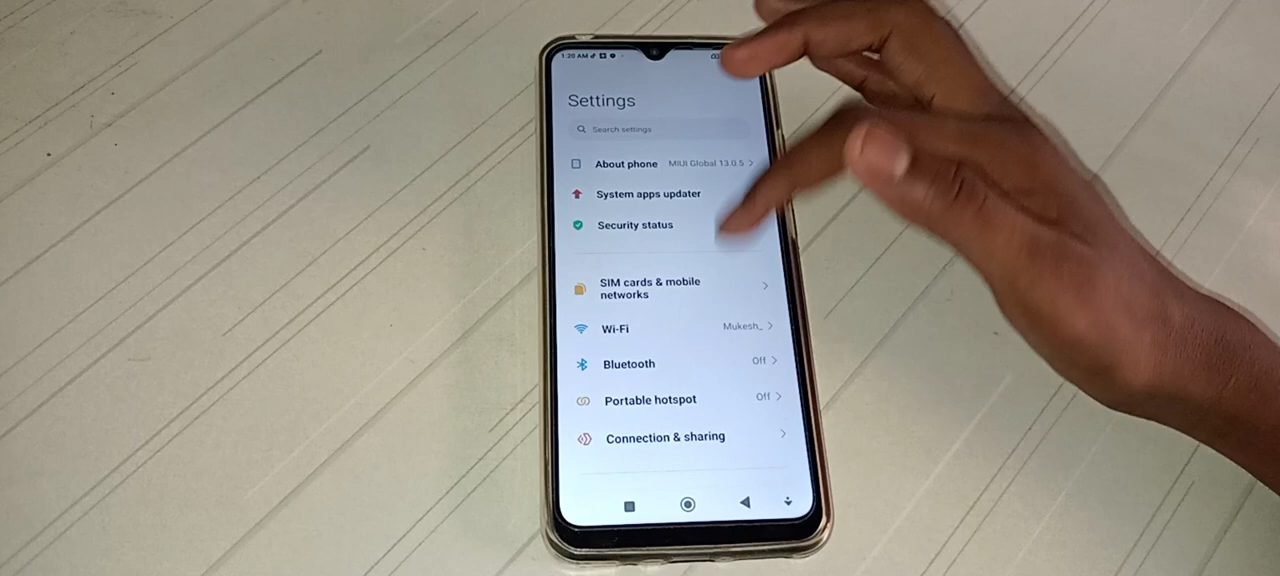 1:20 AM
Settings
Search settings
About phone MIUI Global 13.0.5
System apps updater
Security status
SIM cards & mobile
networks
Wi-Fi Mukesh_
Bluetooth Off
Portable hotspot Off
Connection & sharing